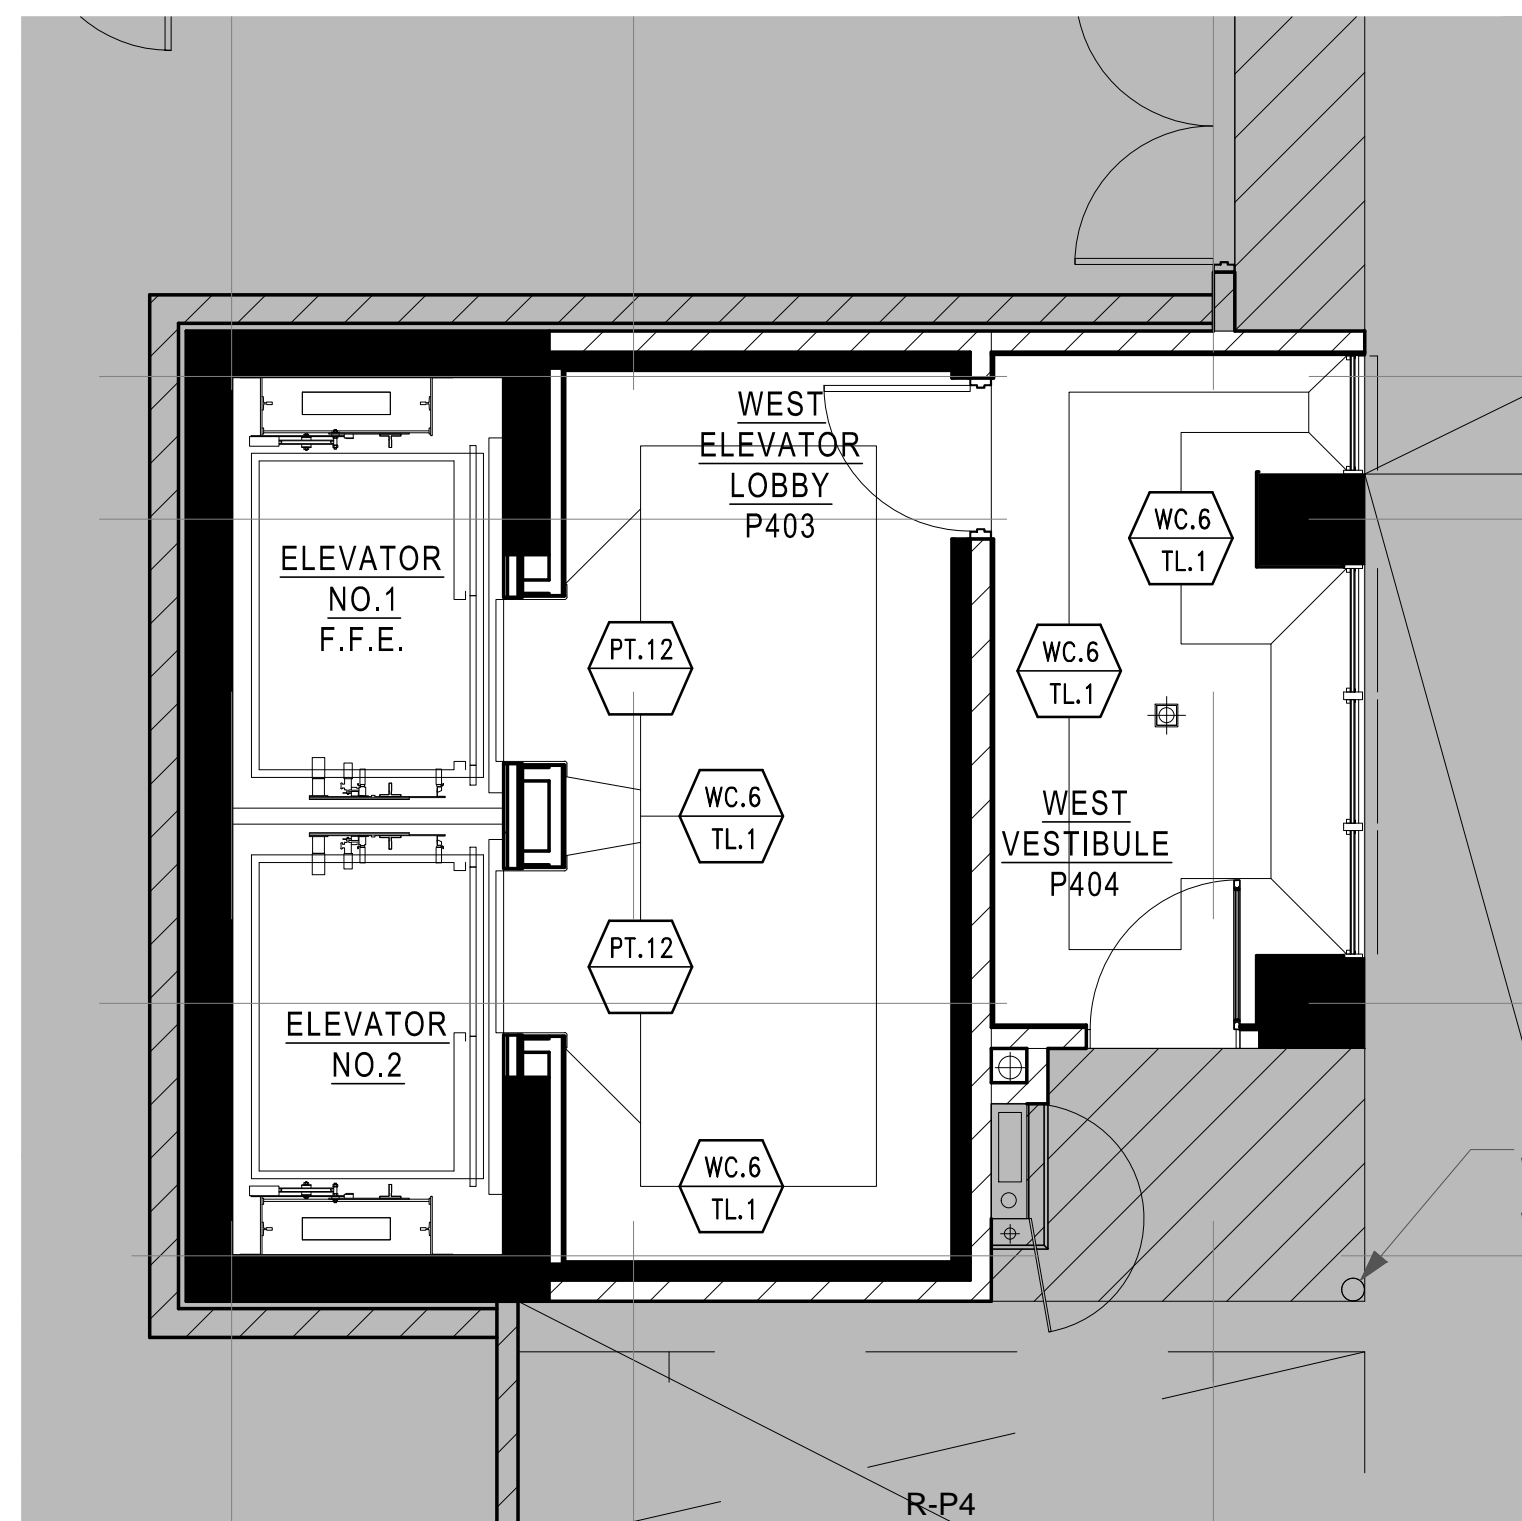 WEST
ELEVATOR
LOBBY
P403
WC.6
TL.1
ELEVATOR
NO.1
F.F.E.
PT.12
WC.6
TL.1
WC.6
TL.1
WEST
VESTIBULE
P404
PT.12
ELEVATOR
NO.2
WC.6
TL.1
R-P4